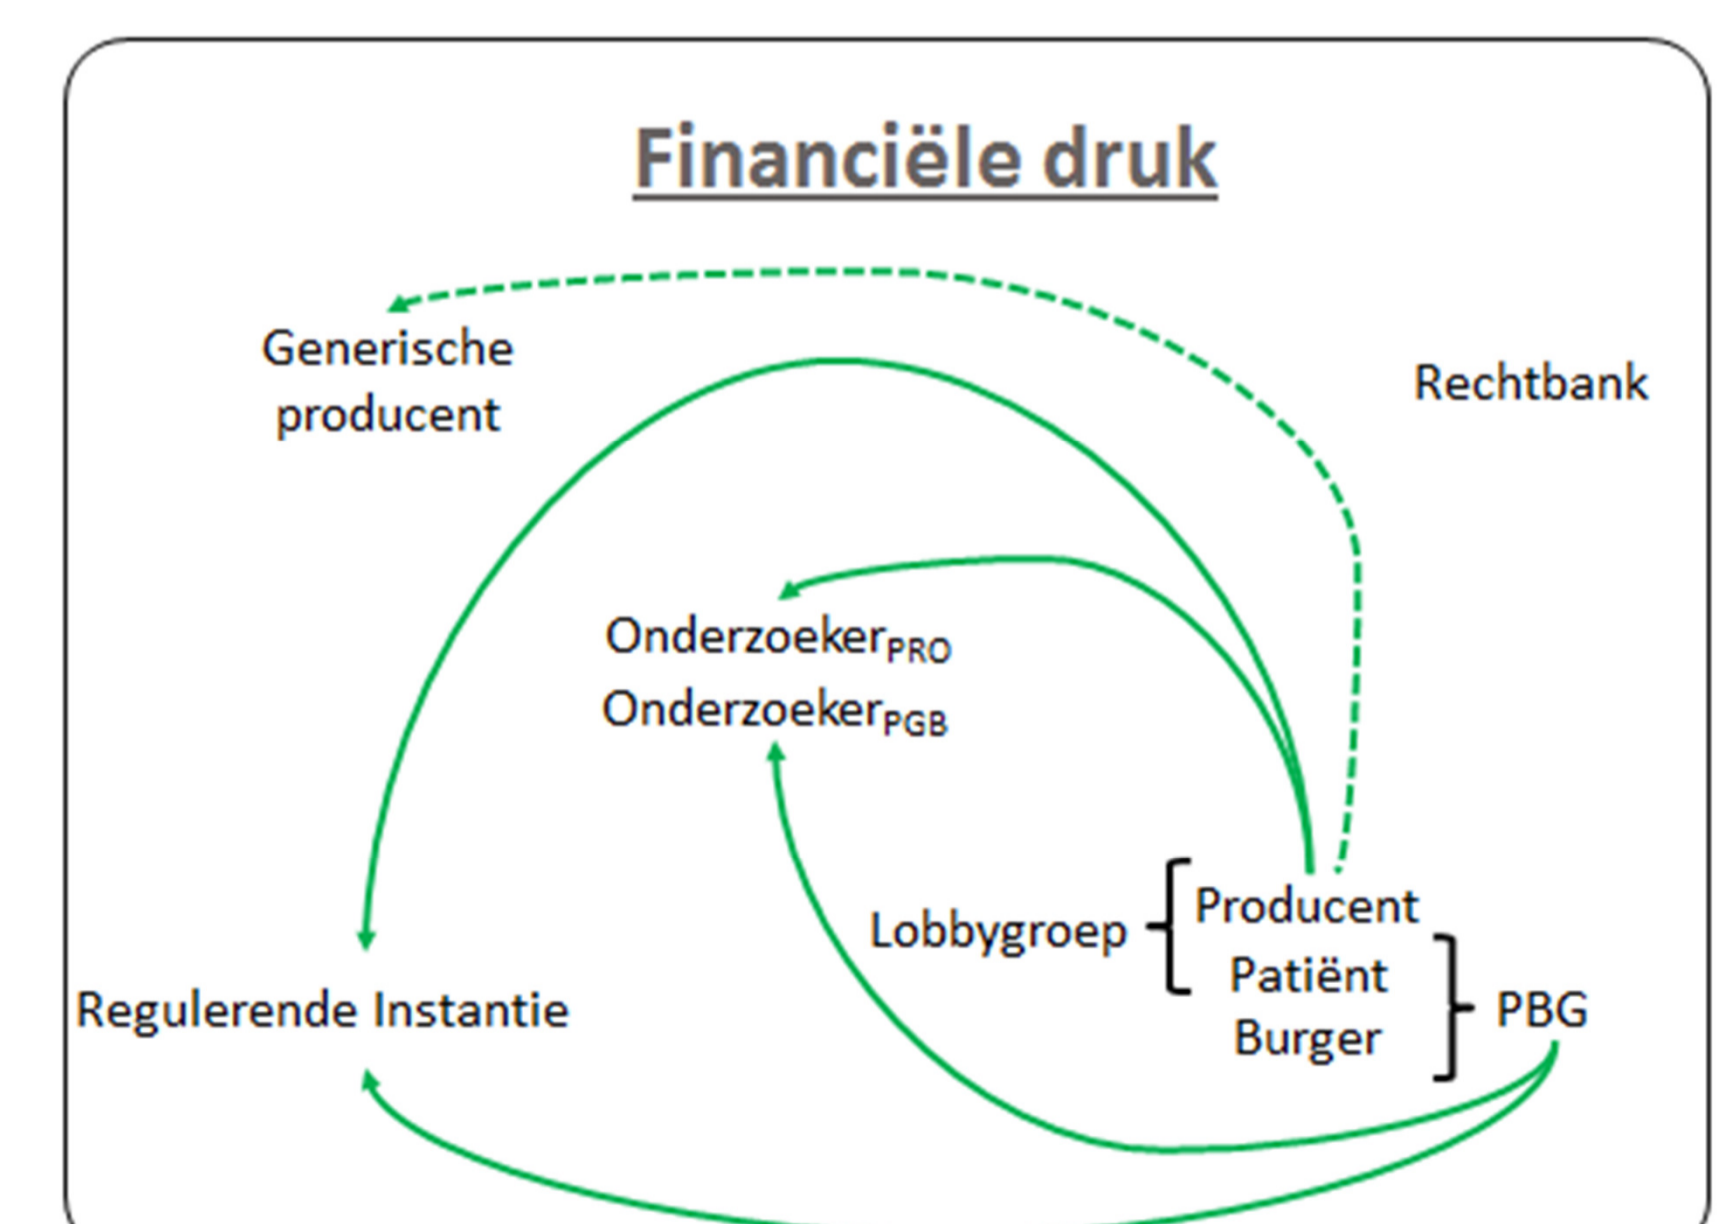 Financiële druk
Generische
producent
Rechtbank
OnderzoekerPRO
OnderzoekerPGB
Lobbygroep
Producent
Patiënt
Burger
PBG
Regulerende Instantie